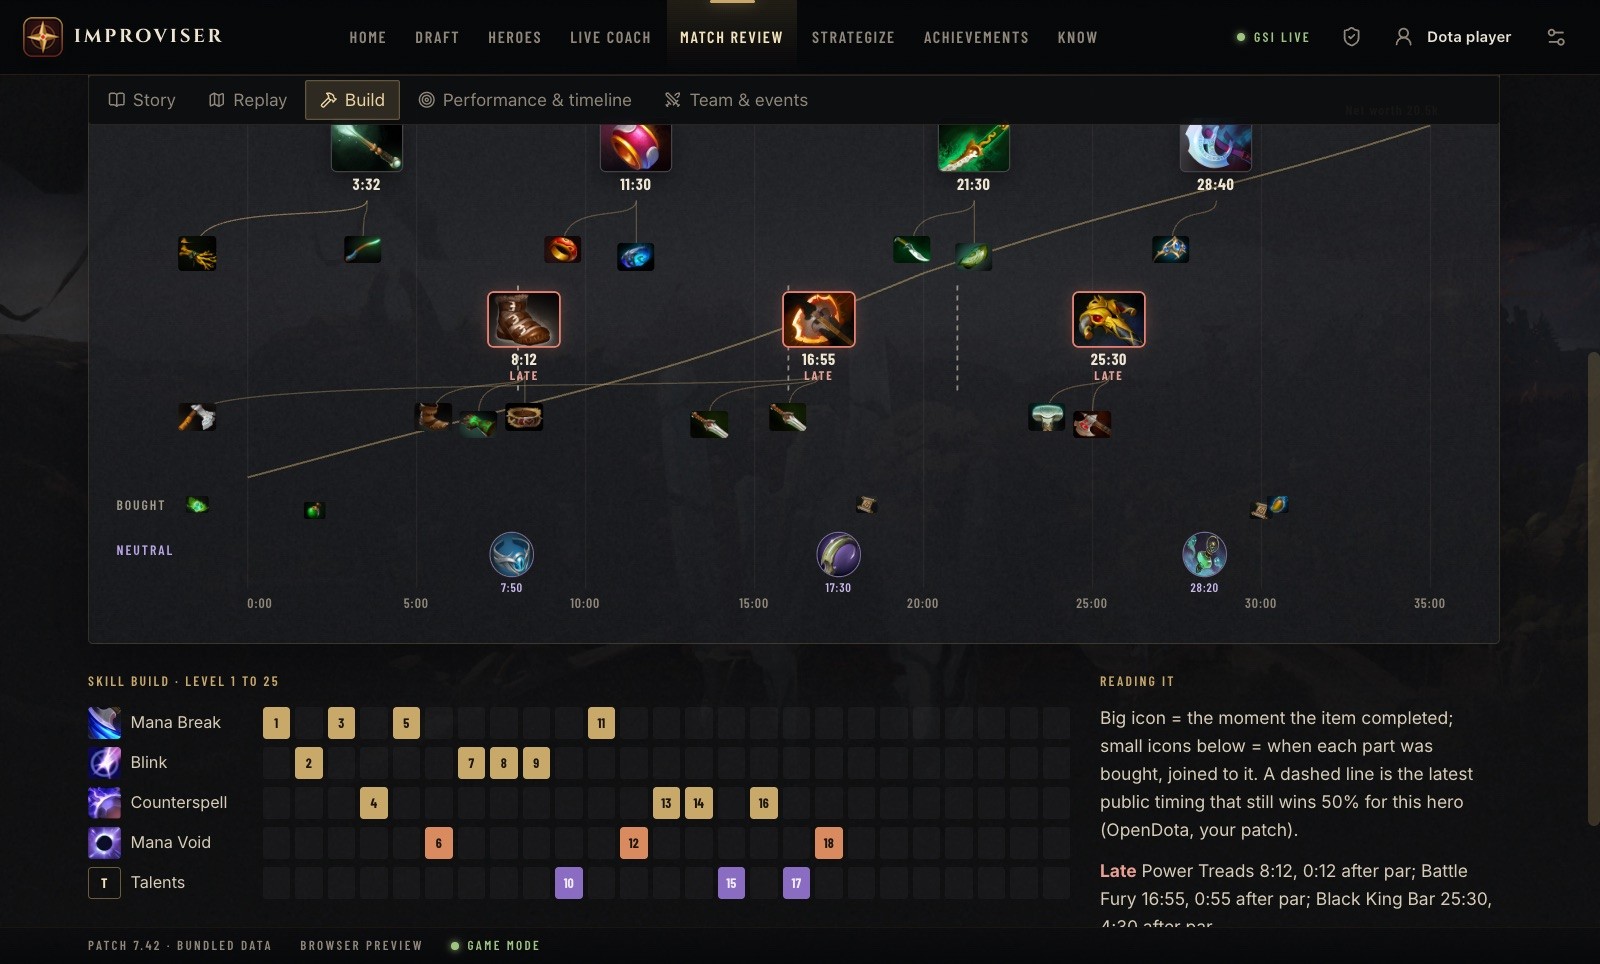 IMPROVISER
HOME DRAFT HEROES LIVE COACH MATCH REVIEW STRATEGIZE ACHIEVEMENTS KNOW
GSI LIVE
Dota player
Story Replay Build Performance & timeline Team & events
Net worth 20.5k
3:32 11:30 21:30 28:40
8:12 16:55 25:30
LATE LATE LATE
BOUGHT
NEUTRAL
7:50 17:30 28:20
0:00 5:00 10:00 15:00 20:00 25:00 30:00 35:00
SKILL BUILD · LEVEL 1 TO 25
Mana Break 1 3 5 11
Blink 2 7 8 9
Counterspell 4 13 14 16
Mana Void 6 12 18
T Talents 10 15 17
READING IT
Big icon = the moment the item completed;
small icons below = when each part was
bought, joined to it. A dashed line is the latest
public timing that still wins 50% for this hero
(OpenDota, your patch).
Late Power Treads 8:12, 0:12 after par; Battle
Fury 16:55, 0:55 after par; Black King Bar 25:30,
4:30 after par
PATCH 7.42 · BUNDLED DATA BROWSER PREVIEW GAME MODE